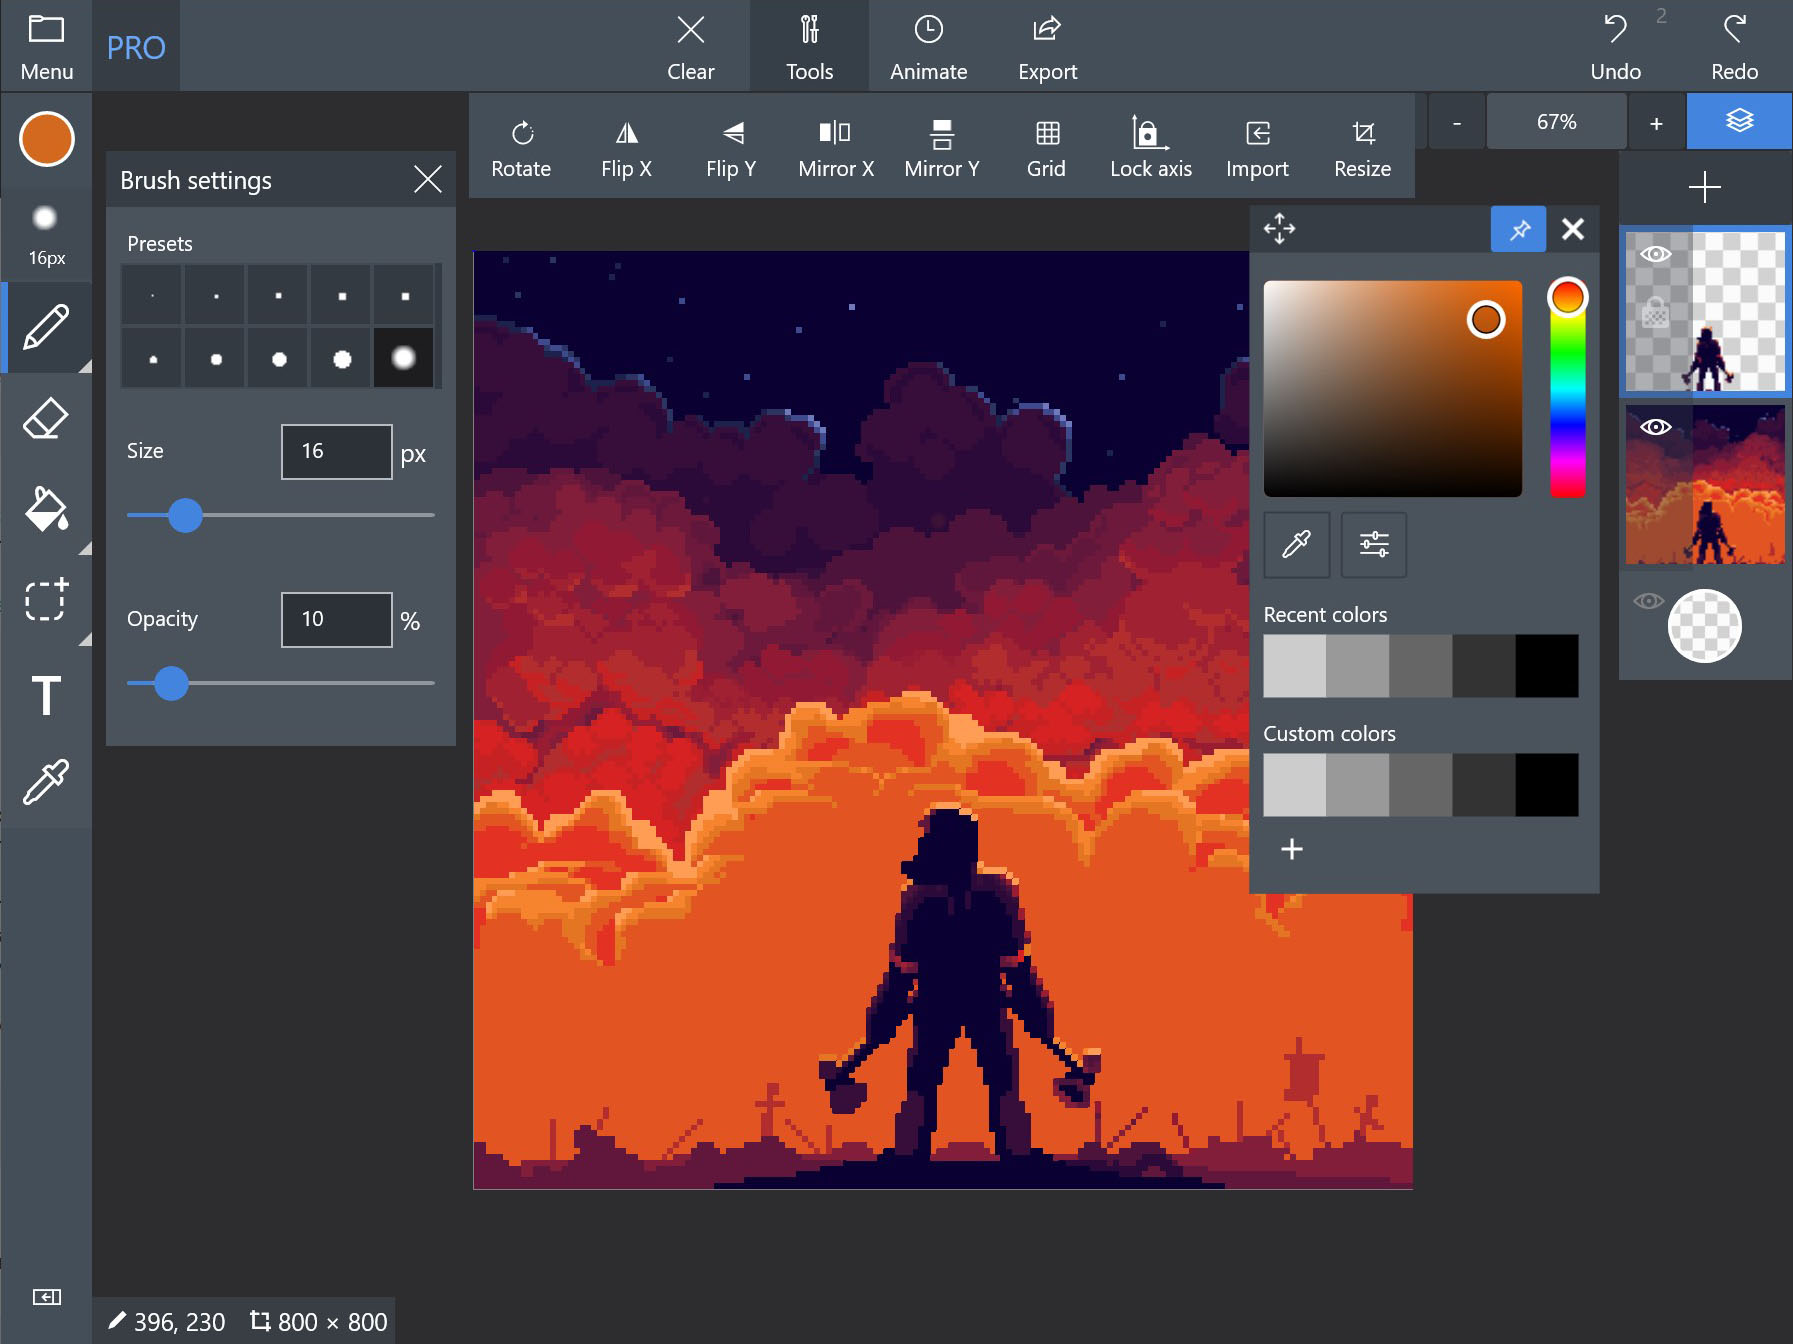 Menu
PRO
Clear
Tools
Animate
Export
Undo
2
Redo
Rotate
Flip X
Flip Y
Mirror X
Mirror Y
Grid
Lock axis
Import
Resize
-
67%
+
16px
Brush settings
Presets
Size
16
px
Opacity
10
%
T
Recent colors
Custom colors
+
396, 230
800 × 800